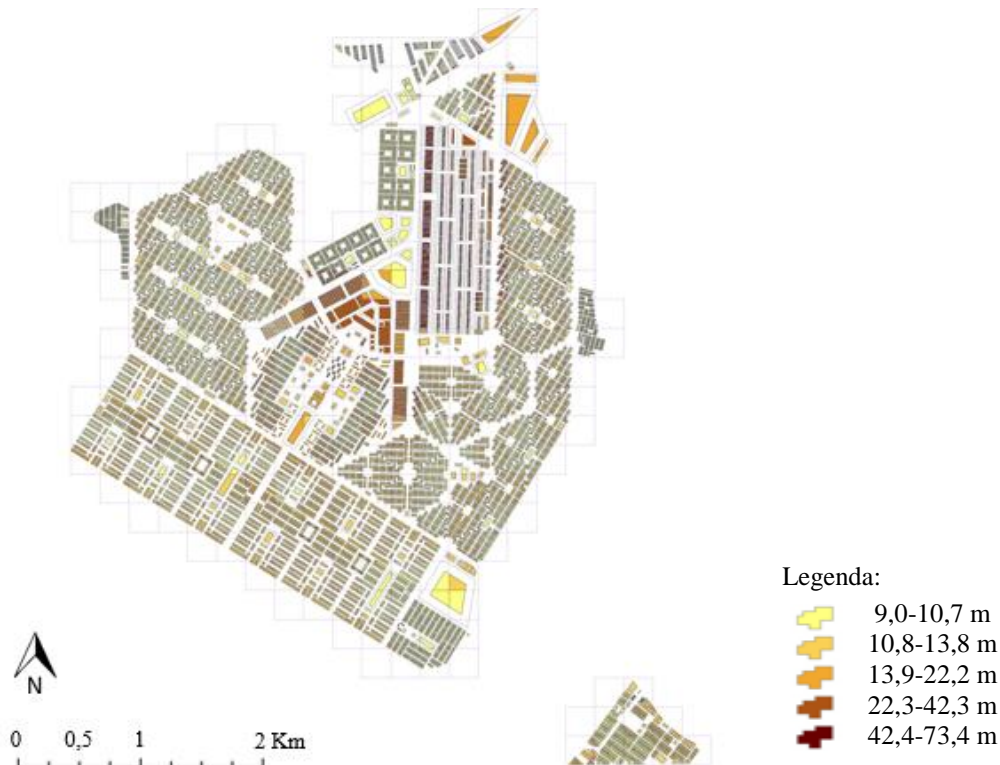 Legenda:
9,0-10,7 m
10,8-13,8 m
13,9-22,2 m
22,3-42,3 m
42,4-73,4 m
N
0 0,5 1 2 Km